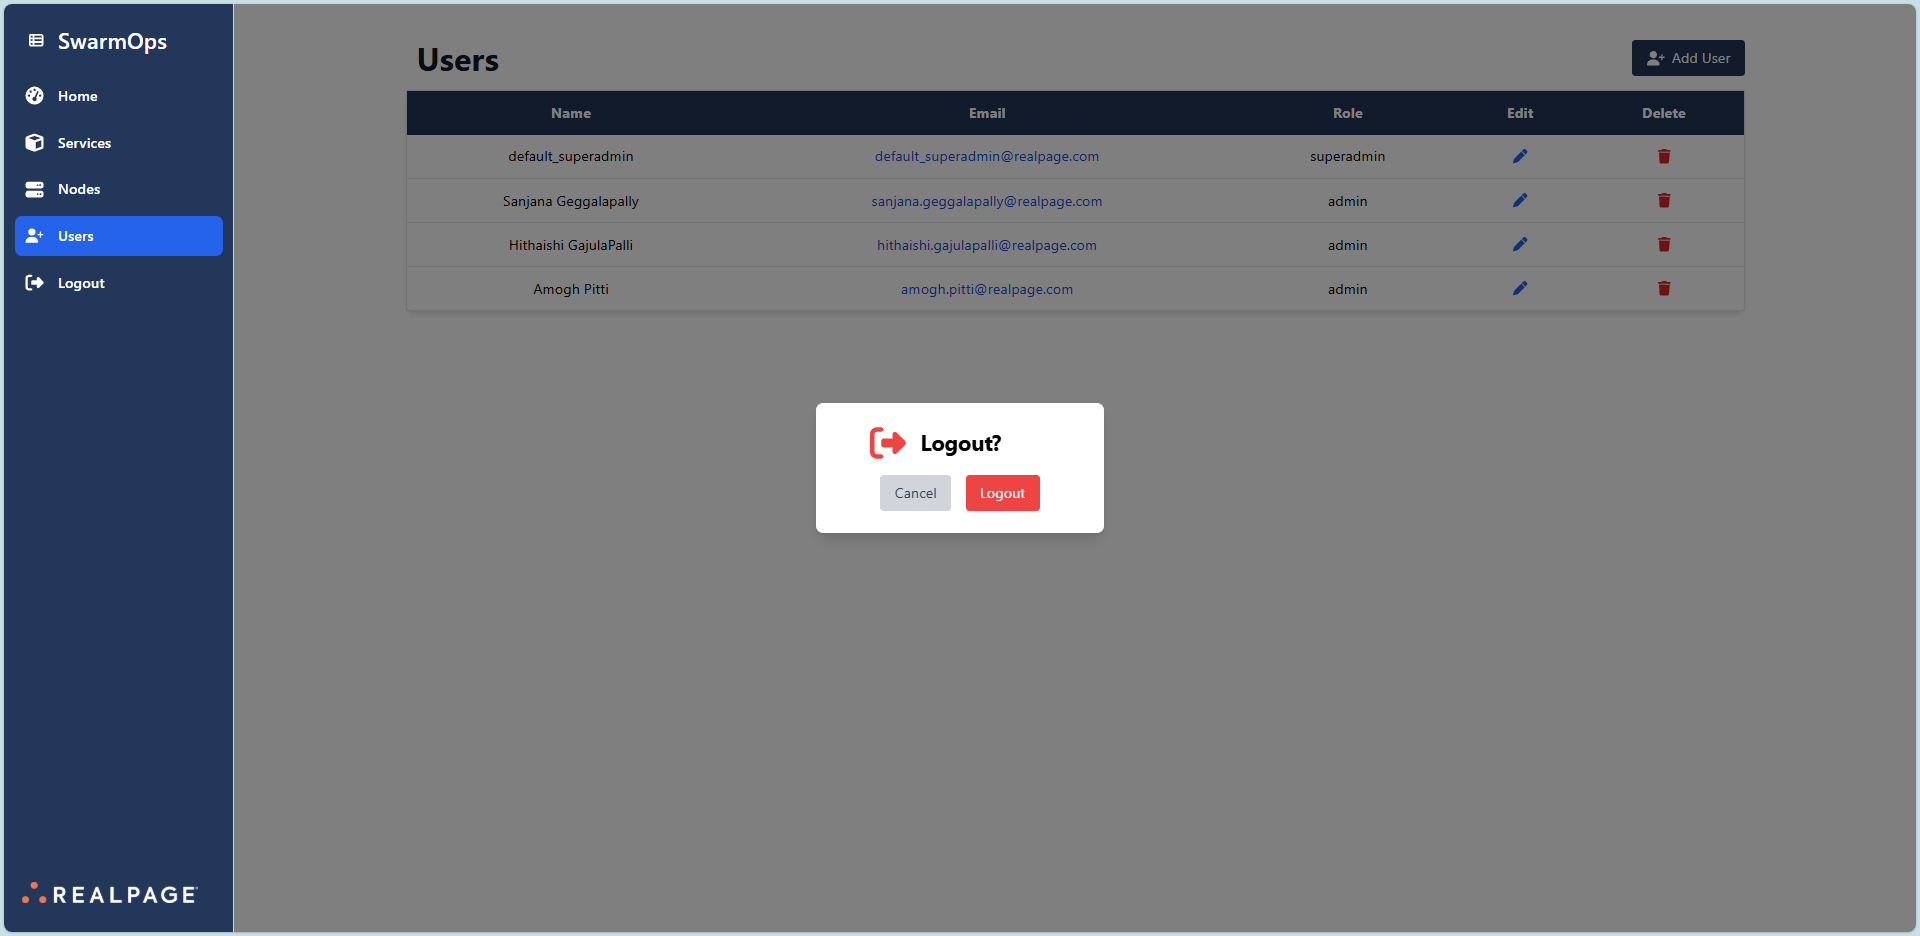 SwarmOps
Home
Services
Nodes
Users
Logout
REALPAGE
Users
Add User
Name Email Role Edit Delete
default_superadmin default_superadmin@realpage.com superadmin
Sanjana Geggalapally sanjana.geggalapally@realpage.com admin
Hithaishi GajulaPalli hithaishi.gajulapalli@realpage.com admin
Amogh Pitti amogh.pitti@realpage.com admin
Logout?
Cancel Logout